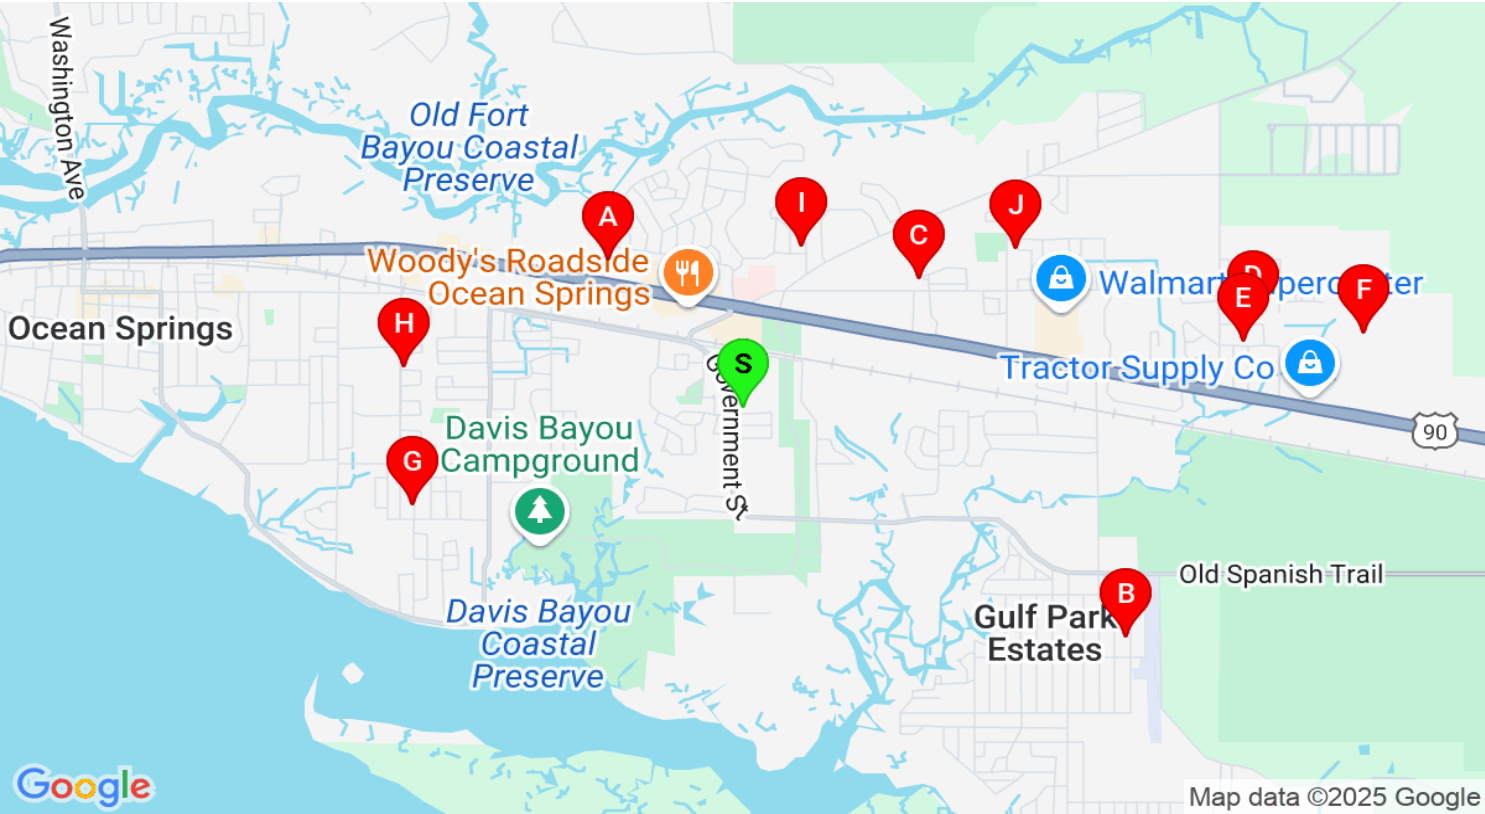 Washington Ave
Old Fort
Bayou Coastal
Preserve
A
I
J
C
Woody's Roadside
Ocean Springs
Walmart Supercenter
D
E
F
H
Ocean Springs
S
Tractor Supply Co
Government St
90
Davis Bayou
Campground
G
Old Spanish Trail
B
Gulf Park
Estates
Davis Bayou
Coastal
Preserve
Google
Map data ©2025 Google